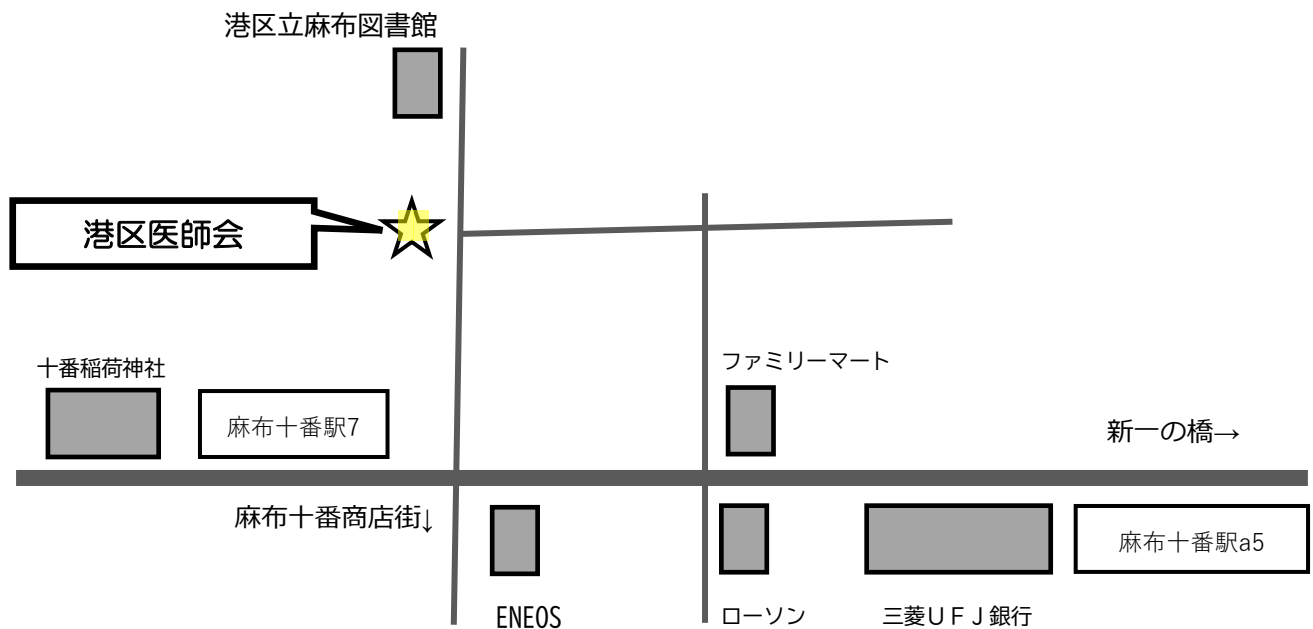 港区立麻布図書館
港区医師会
十番稲荷神社
ファミリーマート
麻布十番駅7
新一の橋→
麻布十番商店街↓
麻布十番駅a5
ENEOS
ローソン
三菱UFJ銀行